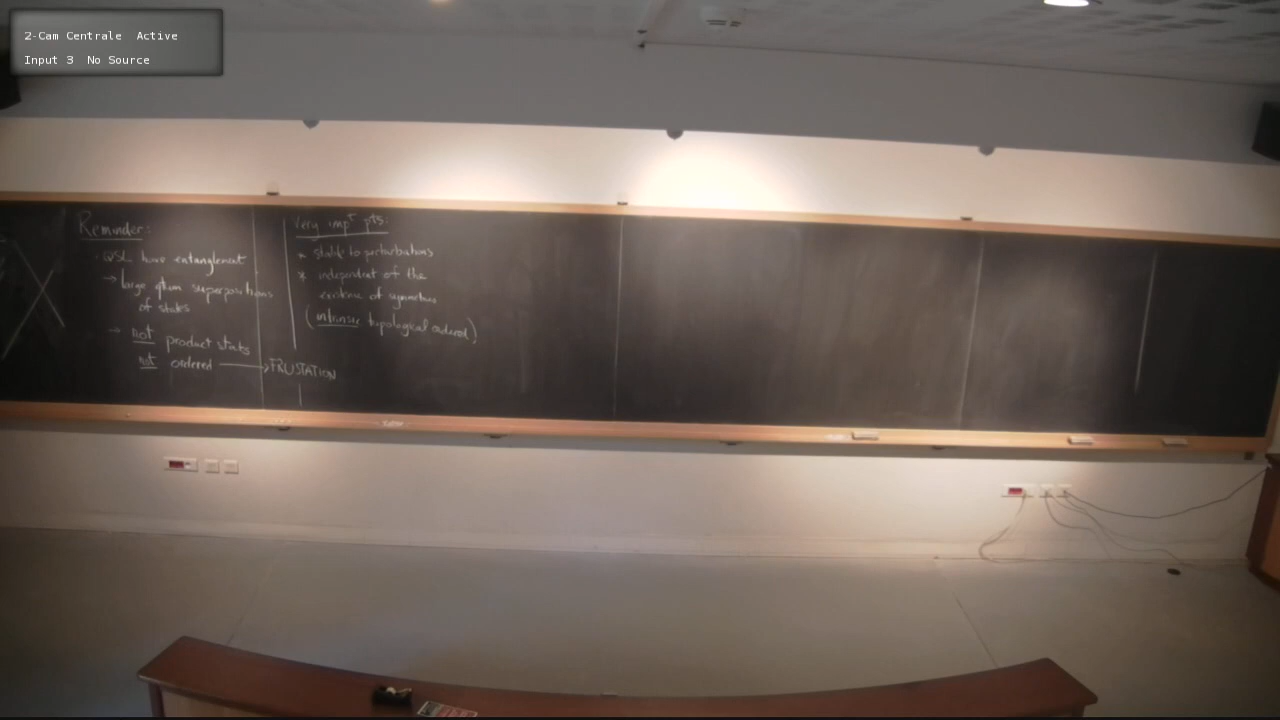 2-Cam Centrale Active
Input 3 No Source
Reminder:
· QSL have entanglement
→ large qtum superpositions
of states
→ not product states
not ordered → FRUSTATION
Very impt pts:
* stable to perturbations
* independent of the
existence of symmetries
(intrinsic topological ordered)